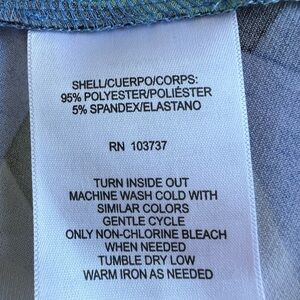 SHELL/CUERPO/CORPS:
95% POLYESTER/POLIÉSTER
5% SPANDEX/ELASTANO
RN 103737
TURN INSIDE OUT
MACHINE WASH COLD WITH
SIMILAR COLORS
GENTLE CYCLE
ONLY NON-CHLORINE BLEACH
WHEN NEEDED
TUMBLE DRY LOW
WARM IRON AS NEEDED